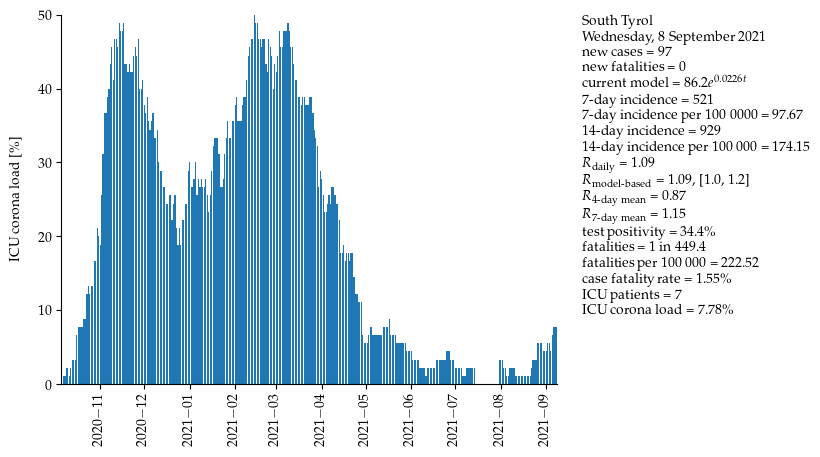 50
40
30
20
10
0
ICU corona load [%]
2020−11
2020−12
2021−01
2021−02
2021−03
2021−04
2021−05
2021−06
2021−07
2021−08
2021−09
South Tyrol
Wednesday, 8 September 2021
new cases = 97
new fatalities = 0
current model = 86.2e^0.0226t
7-day incidence = 521
7-day incidence per 100 0000 = 97.67
14-day incidence = 929
14-day incidence per 100 000 = 174.15
R_daily = 1.09
R_model-based = 1.09, [1.0, 1.2]
R_4-day mean = 0.87
R_7-day mean = 1.15
test positivity = 34.4%
fatalities = 1 in 449.4
fatalities per 100 000 = 222.52
case fatality rate = 1.55%
ICU patients = 7
ICU corona load = 7.78%